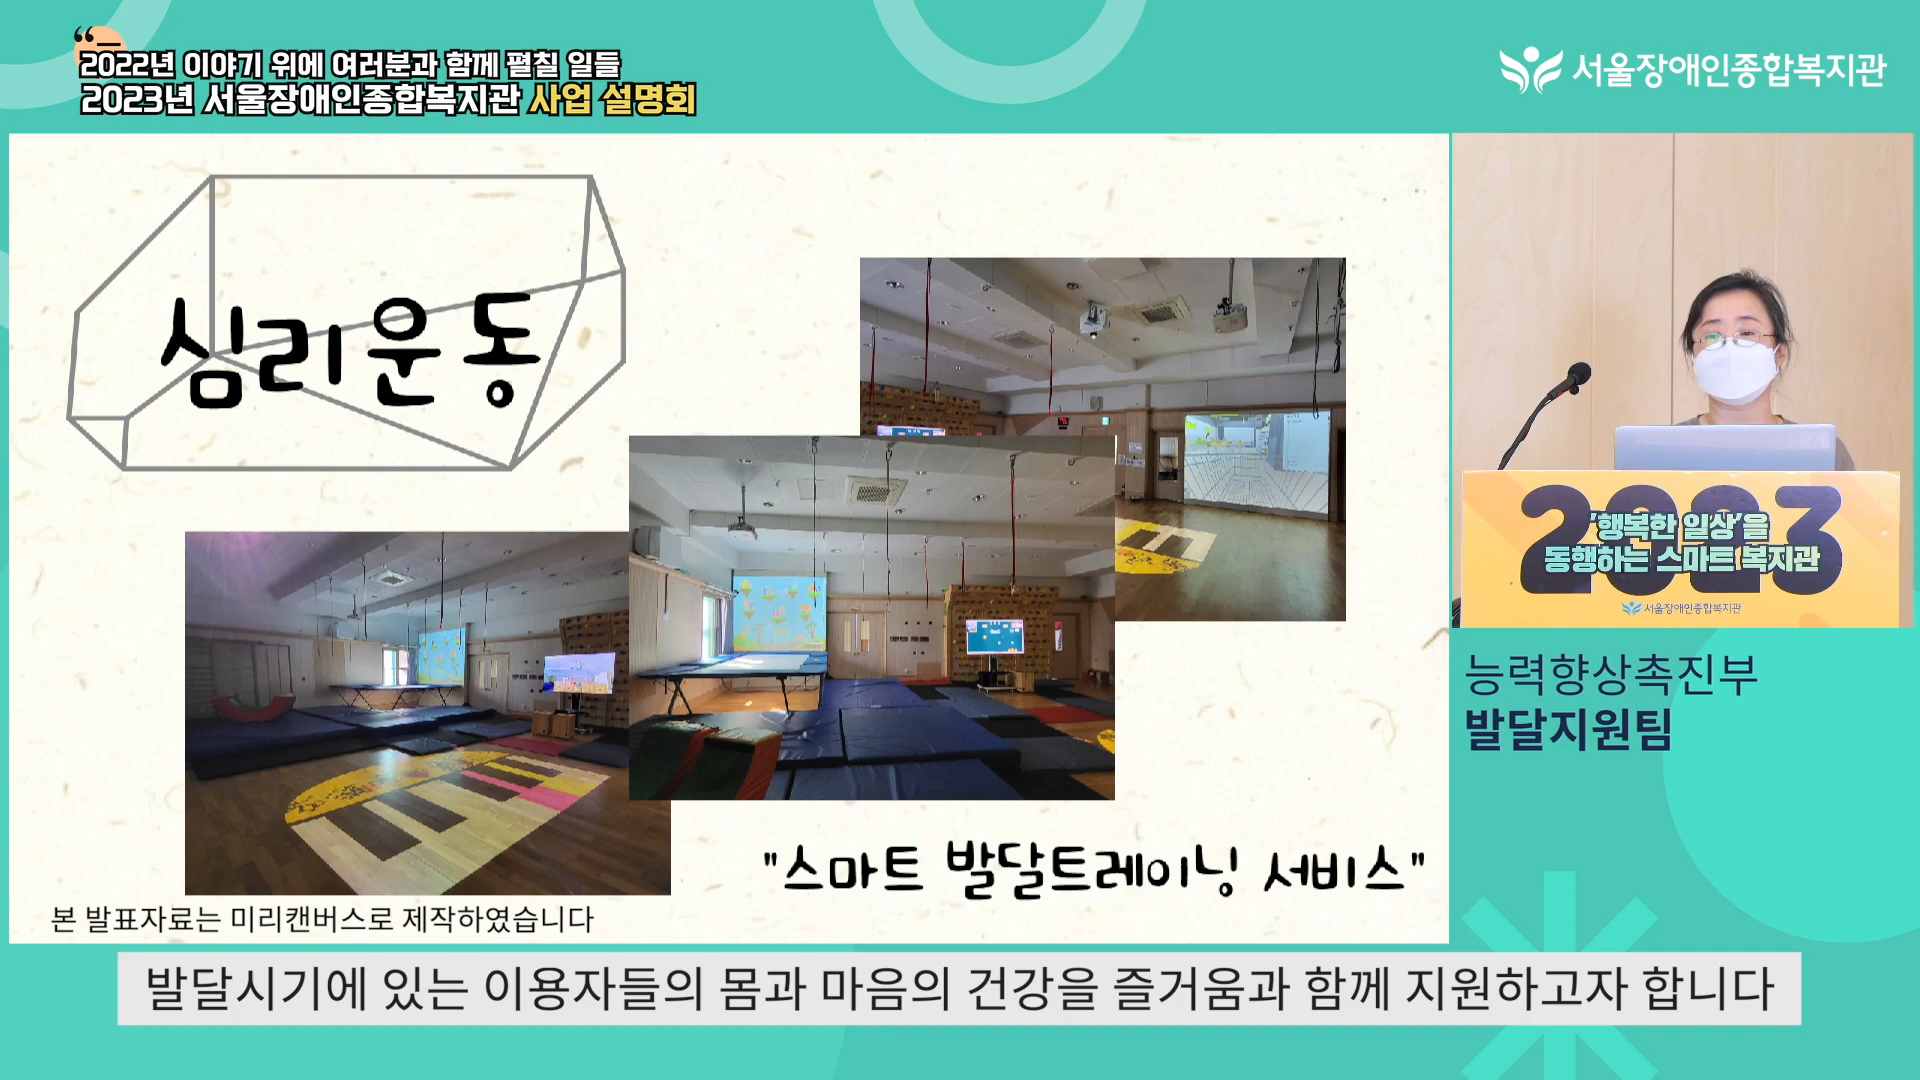 2022년 이야기 위에 여러분과 함께 펼칠 일들
2023년 서울장애인종합복지관 사업 설명회
서울장애인종합복지관
심리운동
"스마트 발달트레이닝 서비스"
본 발표자료는 미리캔버스로 제작하였습니다
2023
'행복한 일상'을
동행하는 스마트 복지관
서울장애인종합복지관
능력향상촉진부
발달지원팀
발달시기에 있는 이용자들의 몸과 마음의 건강을 즐거움과 함께 지원하고자 합니다